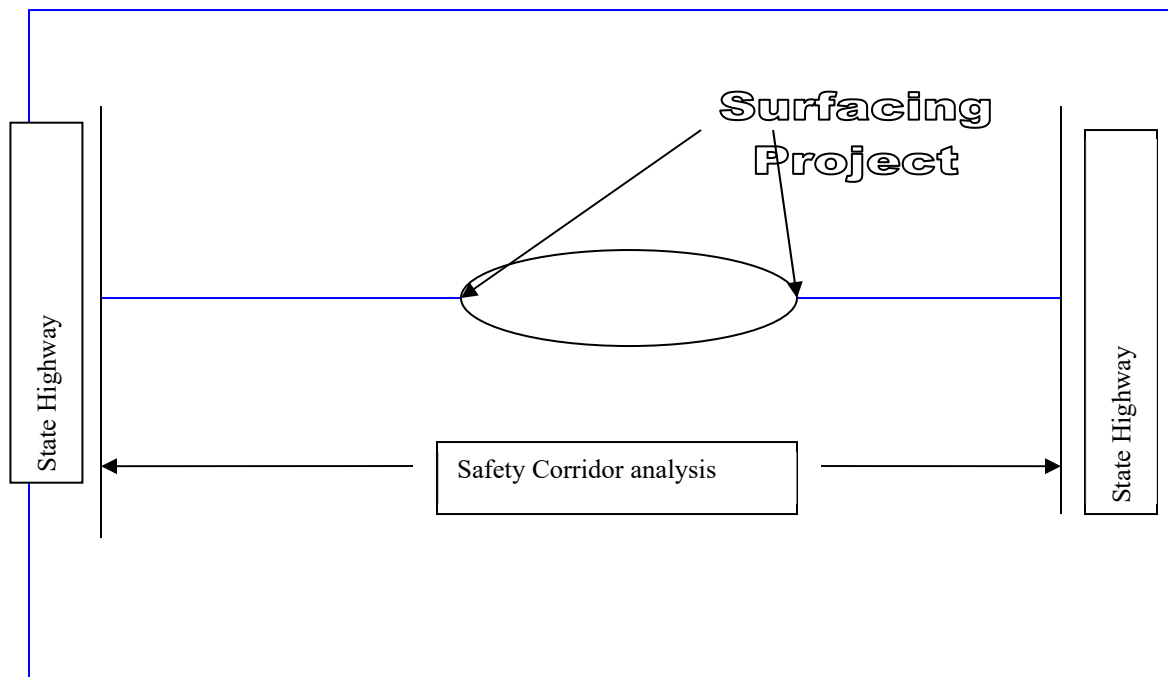 Surfacing
Project
State Highway
Safety Corridor analysis
State Highway